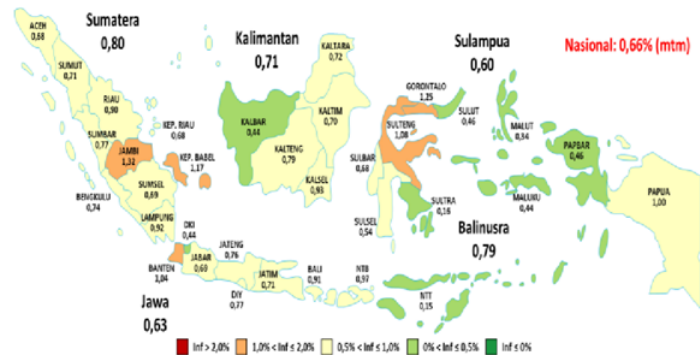 Sumatera
0,80
Kalimantan
0,71
Sulampua
0,60
Nasional: 0,66% (mtm)
ACEH
0,68
SUMUT
0,71
RIAU
0,90
KEP. RIAU
0,68
SUMBAR
0,77
JAMBI
1,32
KEP. BABEL
1,17
BENGKULU
0,74
SUMSEL
0,69
LAMPUNG
0,92
KALTARA
0,72
KALBAR
0,44
KALTIM
0,70
KALTENG
0,79
KALSEL
0,93
GORONTALO
1,25
SULUT
0,46
SULTENG
1,08
SULBAR
0,68
SULTRA
0,16
SULSEL
0,54
MALUT
0,34
PAPBAR
0,46
MALUKU
0,44
PAPUA
1,00
Balinusra
0,79
DKI
0,44
BANTEN
1,04
JABAR
0,69
JATENG
0,76
DIY
0,77
JATIM
0,71
BALI
0,91
NTB
0,97
NTT
0,15
Jawa
0,63
Inf > 2,0%
1,0% < Inf ≤ 2,0%
0,5% < Inf ≤ 1,0%
0% < Inf ≤ 0,5%
Inf ≤ 0%